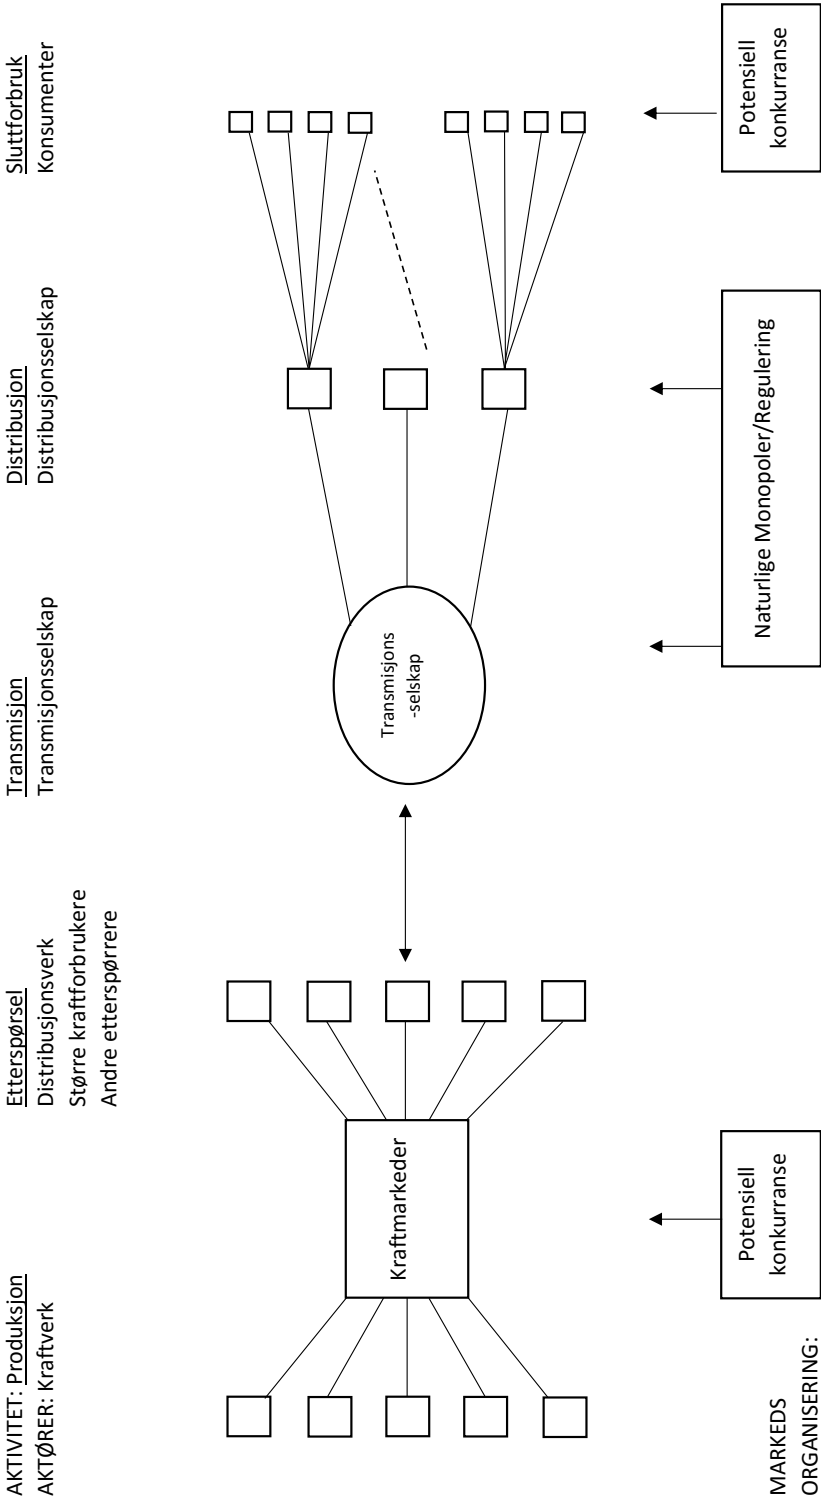 AKTIVITET: Produksjon
AKTØRER: Kraftverk
Etterspørsel
Distribusjonsverk
Større kraftforbrukere
Andre etterspørrere
Transmisjon
Transmisjonsselskap
Distribusjon
Distribusjonsselskap
Sluttforbruk
Konsumenter
Kraftmarkeder
Transmisjons
-selskap
MARKEDS
ORGANISERING:
Potensiell
konkurranse
Naturlige Monopoler/Regulering
Potensiell
konkurranse